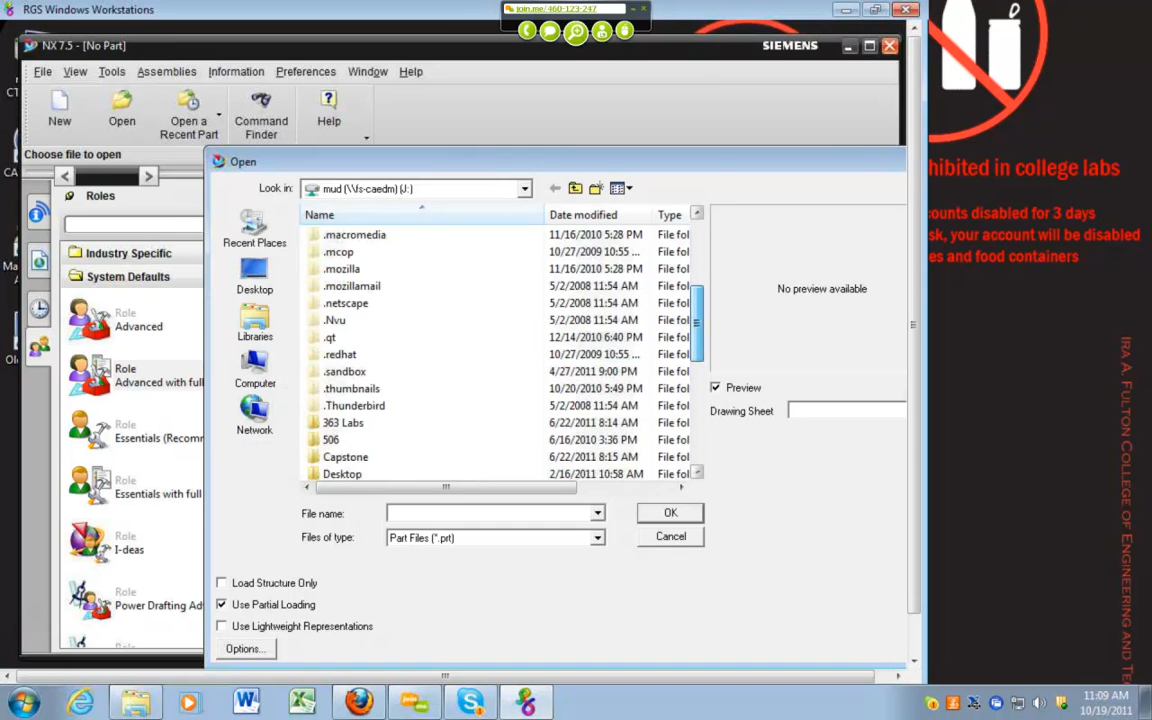 RGS Windows Workstations
join.me/460-123-247
NX 7.5 - [No Part]
SIEMENS
File View Tools Assemblies Information Preferences Window Help
New
Open
Open a Recent Part
Command Finder
Help
Choose file to open
Roles
Industry Specific
System Defaults
Role
Advanced
Role
Advanced with full
Role
Essentials (Recomm
Role
Essentials with full
Role
I-deas
Role
Power Drafting Ad
Open
Look in:
mud (\\fs-caedm) (J:)
Recent Places
Desktop
Libraries
Computer
Network
Name Date modified Type
.macromedia 11/16/2010 5:28 PM File fol
.mcop 10/27/2009 10:55 ... File fol
.mozilla 11/16/2010 5:28 PM File fol
.mozillamail 5/2/2008 11:54 AM File fol
.netscape 5/2/2008 11:54 AM File fol
.Nvu 5/2/2008 11:54 AM File fol
.qt 12/14/2010 6:40 PM File fol
.redhat 10/27/2009 10:55 ... File fol
.sandbox 4/27/2011 9:00 PM File fol
.thumbnails 10/20/2010 5:49 PM File fol
.Thunderbird 5/2/2008 11:54 AM File fol
363 Labs 6/22/2011 8:14 AM File fol
506 6/16/2010 3:36 PM File fol
Capstone 6/22/2011 8:15 AM File fol
Desktop 2/16/2011 10:58 AM File fol
No preview available
Preview
Drawing Sheet
File name:
OK
Files of type:
Part Files (*.prt)
Cancel
Load Structure Only
Use Partial Loading
Use Lightweight Representations
Options...
hibited in college labs
counts disabled for 3 days
sk, your account will be disabled
es and food containers
IRA A. FULTON COLLEGE OF ENGINEERING AND TE
11:09 AM
10/19/2011